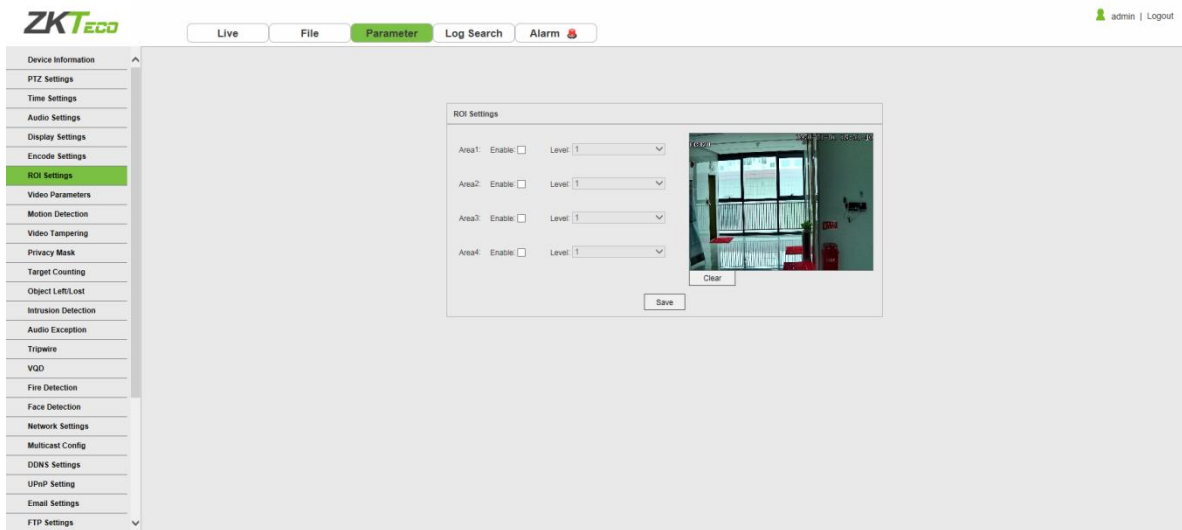 ZKTeco
admin | Logout
Live File Parameter Log Search Alarm
Device Information
PTZ Settings
Time Settings
Audio Settings
Display Settings
Encode Settings
ROI Settings
Video Parameters
Motion Detection
Video Tampering
Privacy Mask
Target Counting
Object Left/Lost
Intrusion Detection
Audio Exception
Tripwire
VQD
Fire Detection
Face Detection
Network Settings
Multicast Config
DDNS Settings
UPnP Setting
Email Settings
FTP Settings
ROI Settings
Area1: Enable: Level: 1
Area2: Enable: Level: 1
Area3: Enable: Level: 1
Area4: Enable: Level: 1
Clear
Save